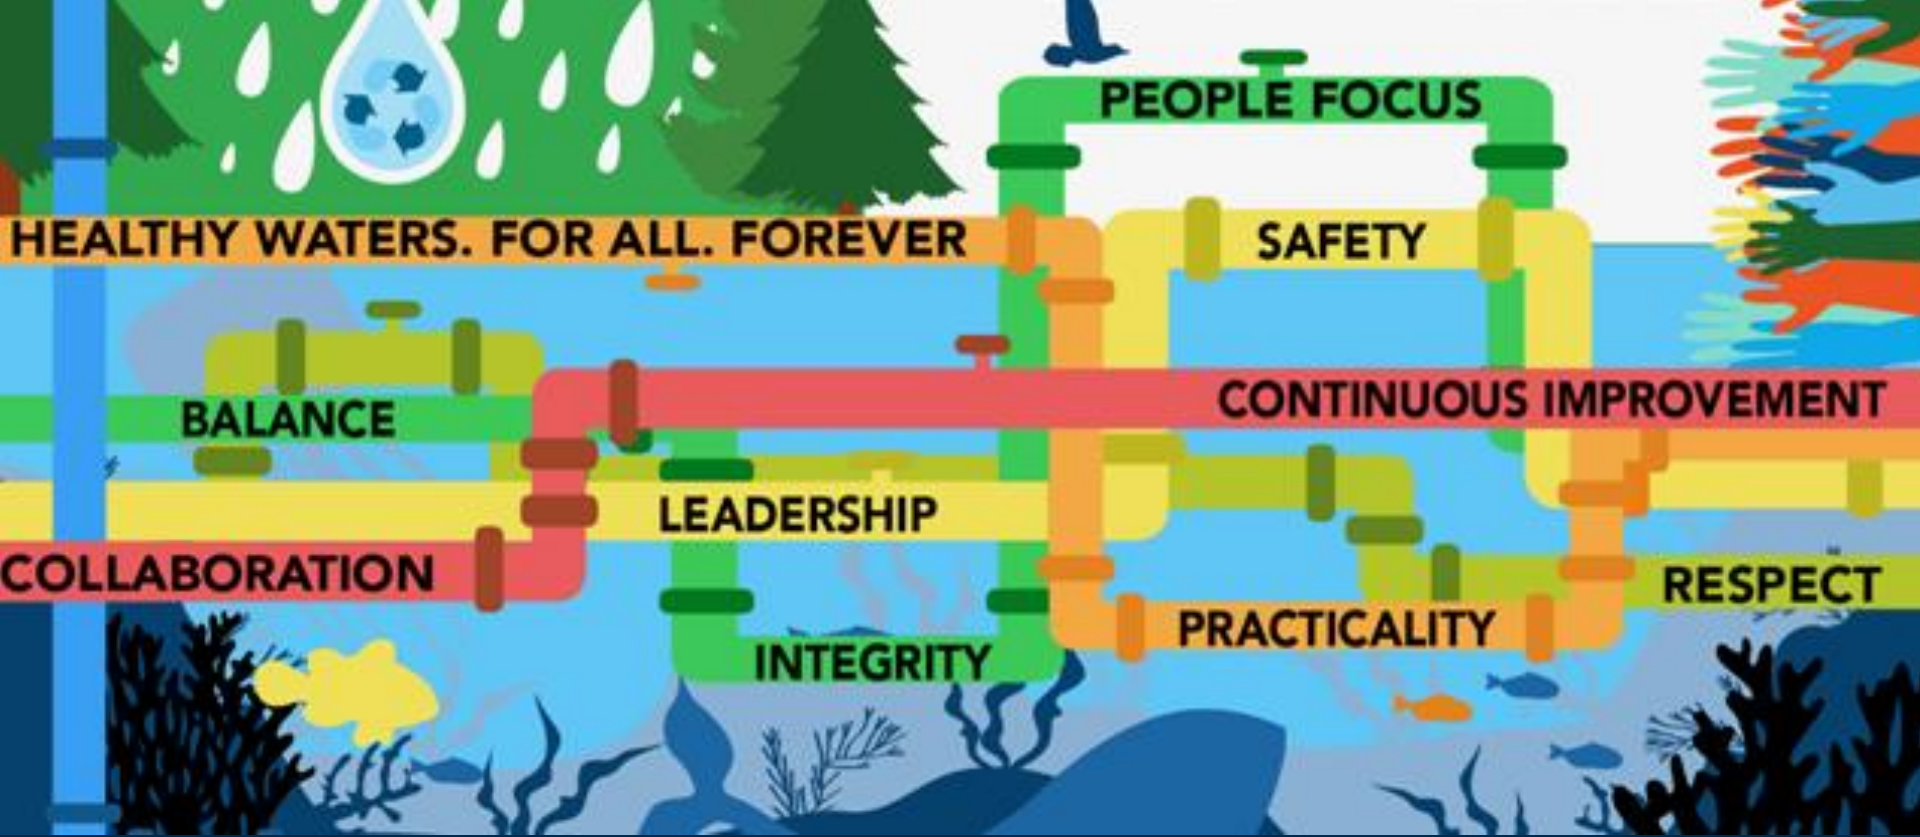 PEOPLE FOCUS
HEALTHY WATERS. FOR ALL. FOREVER
SAFETY
CONTINUOUS IMPROVEMENT
BALANCE
LEADERSHIP
COLLABORATION
RESPECT
PRACTICALITY
INTEGRITY